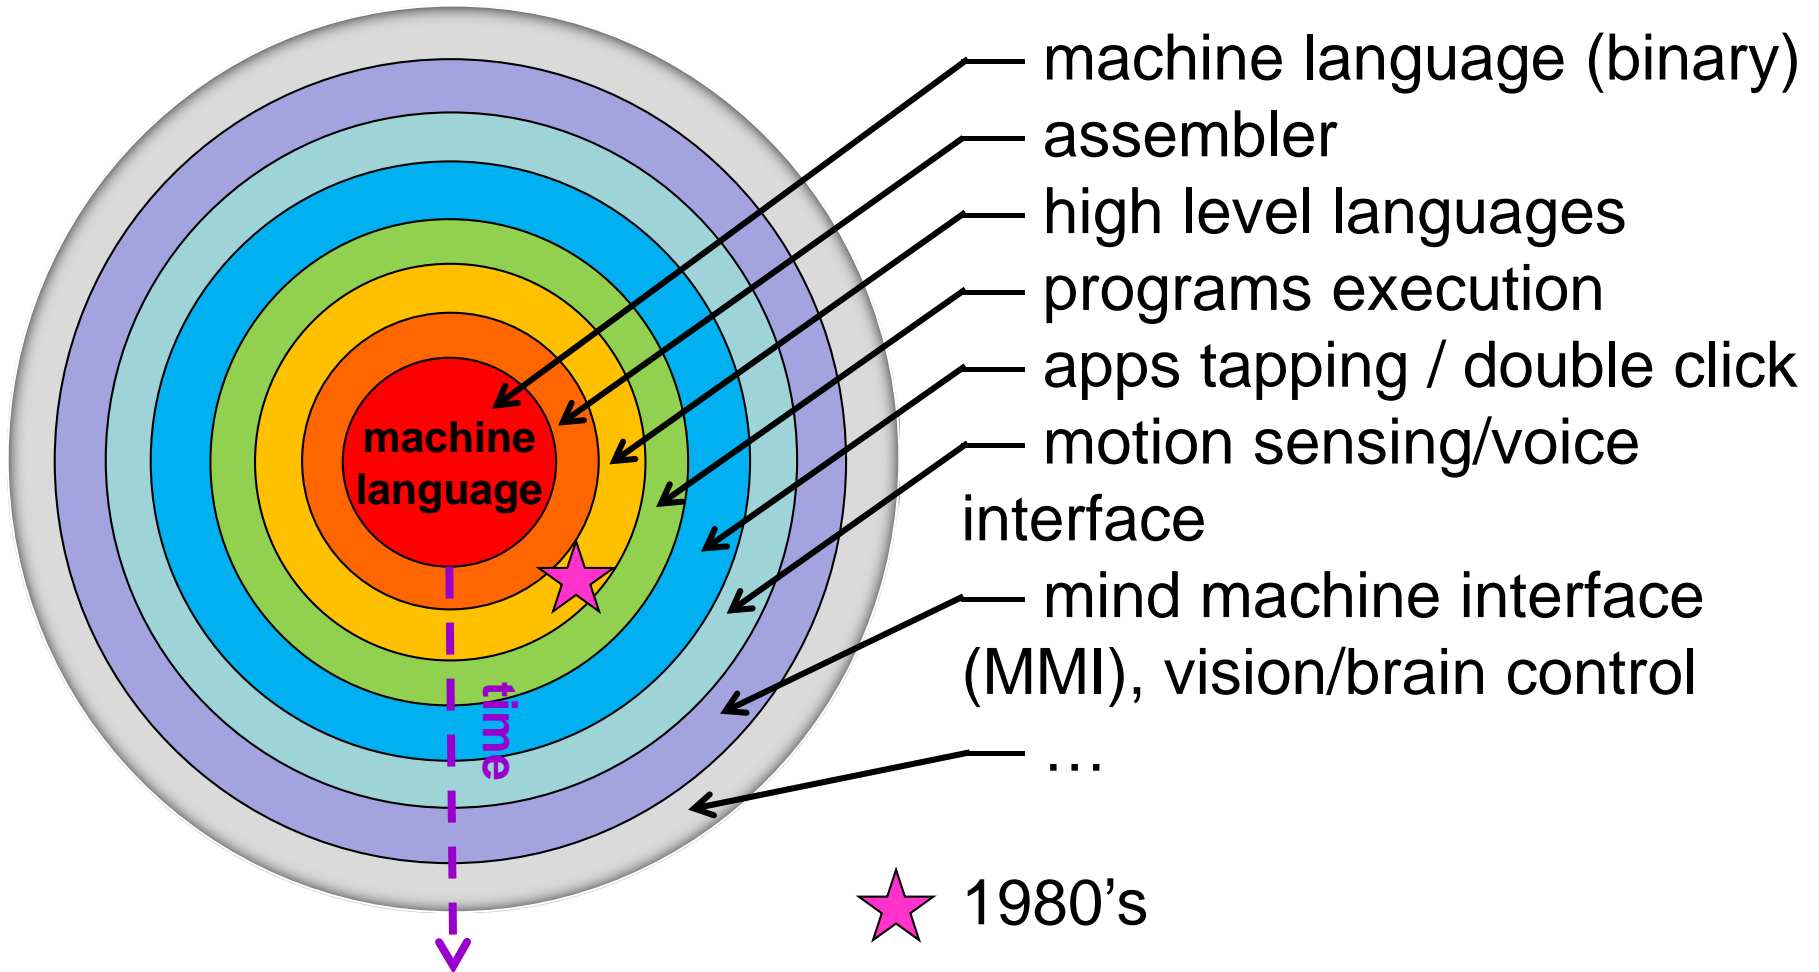 machine language (binary)
assembler
high level languages
programs execution
apps tapping / double click
motion sensing/voice
interface
mind machine interface
(MMI), vision/brain control
…
machine
language
time
1980’s